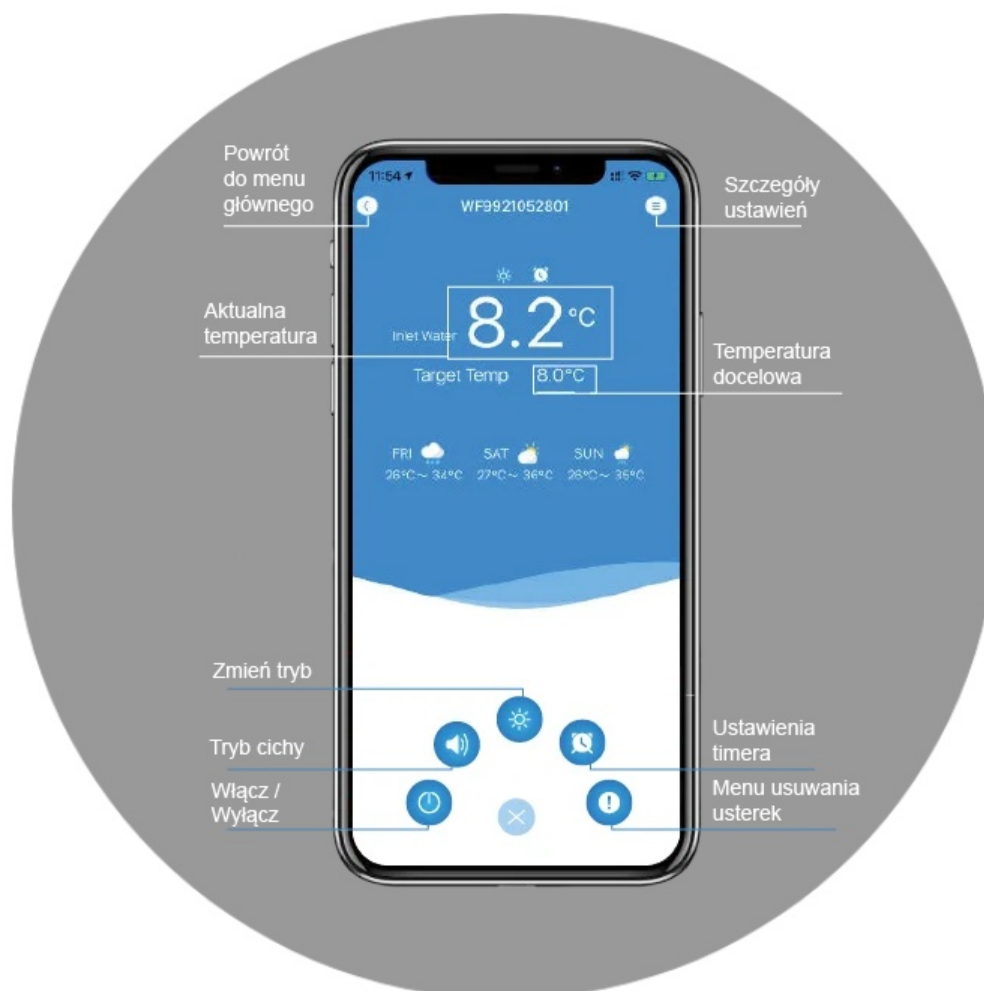 Powrót
do menu
głównego
11:54
WF9921052801
Szczegóły
ustawień
Aktualna
temperatura
Inlet Water
8.2°C
Target Temp 8.0°C
Temperatura
docelowa
FRI SAT SUN
26°C~ 34°C 27°C~ 36°C 26°C~ 35°C
Zmień tryb
Tryb cichy
Ustawienia
timera
Włącz /
Wyłącz
Menu usuwania
usterek